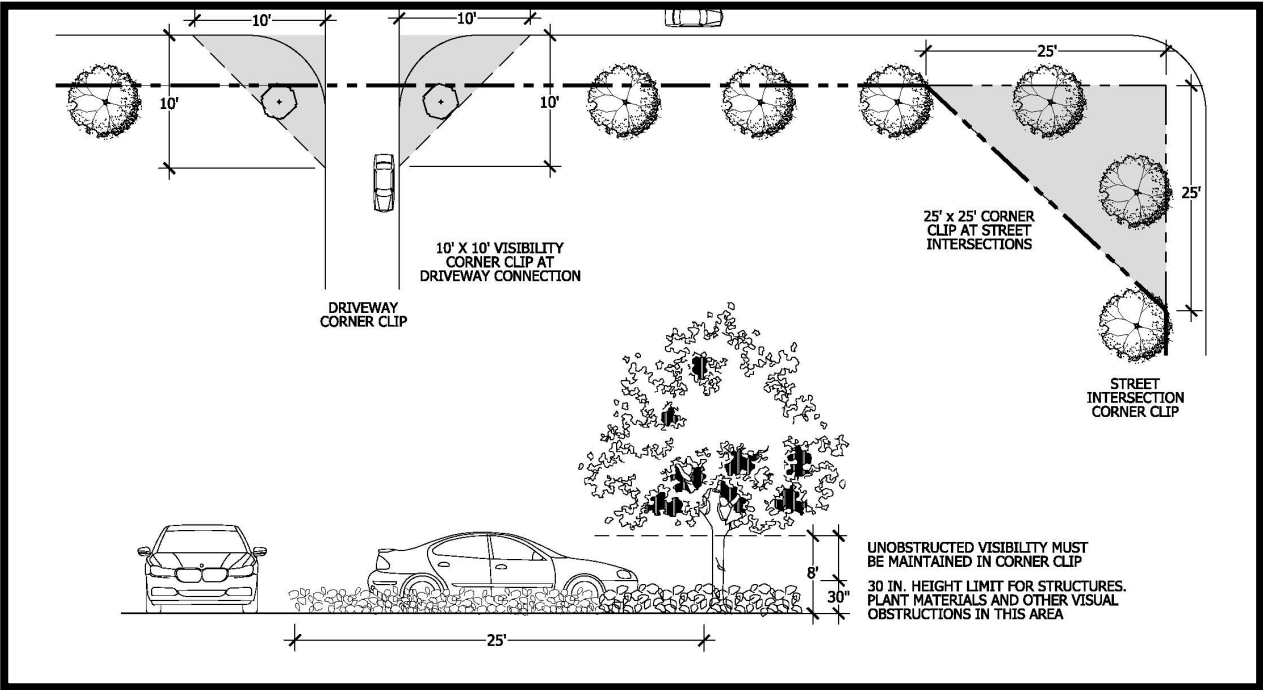 10'
10'
25'
10'
10'
25'
25' x 25' CORNER
CLIP AT STREET
INTERSECTIONS
10' X 10' VISIBILITY
CORNER CLIP AT
DRIVEWAY CONNECTION
DRIVEWAY
CORNER CLIP
STREET
INTERSECTION
CORNER CLIP
UNOBSTRUCTED VISIBILITY MUST
BE MAINTAINED IN CORNER CLIP
8'
30"
30 IN. HEIGHT LIMIT FOR STRUCTURES.
PLANT MATERIALS AND OTHER VISUAL
OBSTRUCTIONS IN THIS AREA
25'